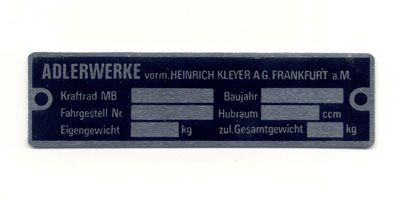 ADLERWERKE vorm. HEINRICH KLEYER A.G. FRANKFURT a.M.
Kraftrad MB Baujahr
Fahrgestell Nr. Hubraum ccm
Eigengewicht kg zul. Gesamtgewicht kg